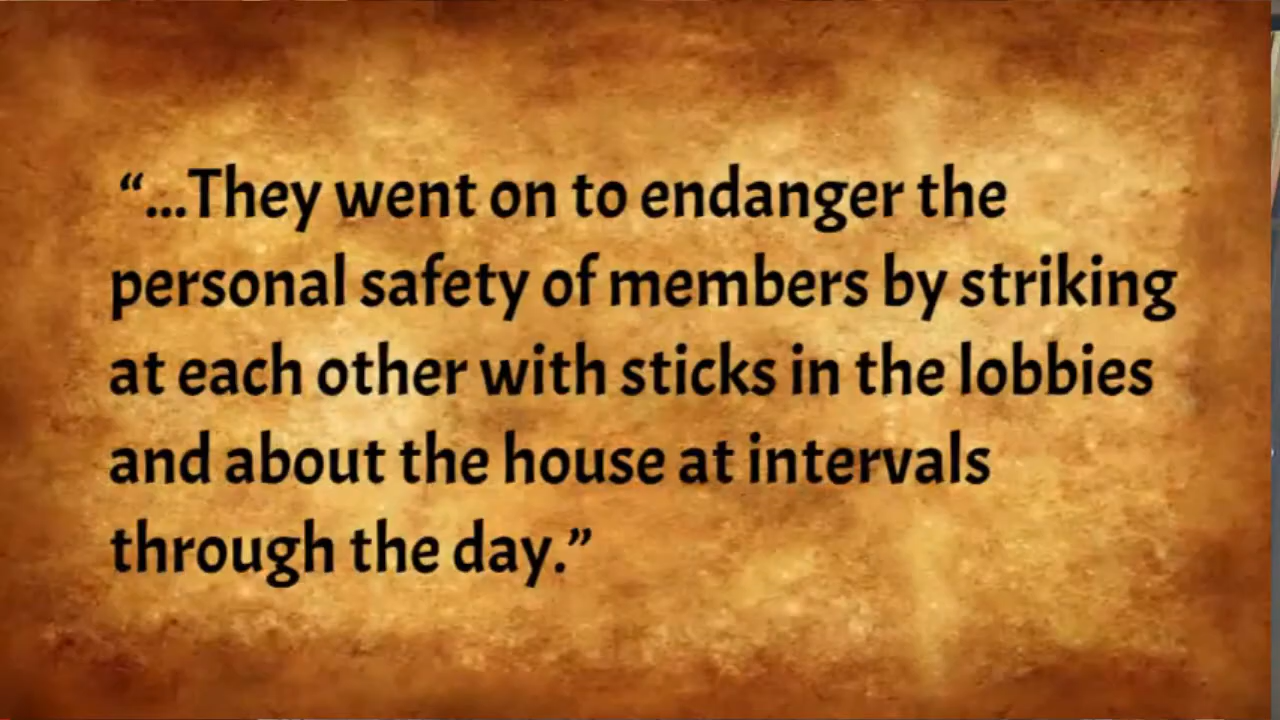 “...They went on to endanger the
personal safety of members by striking
at each other with sticks in the lobbies
and about the house at intervals
through the day.”